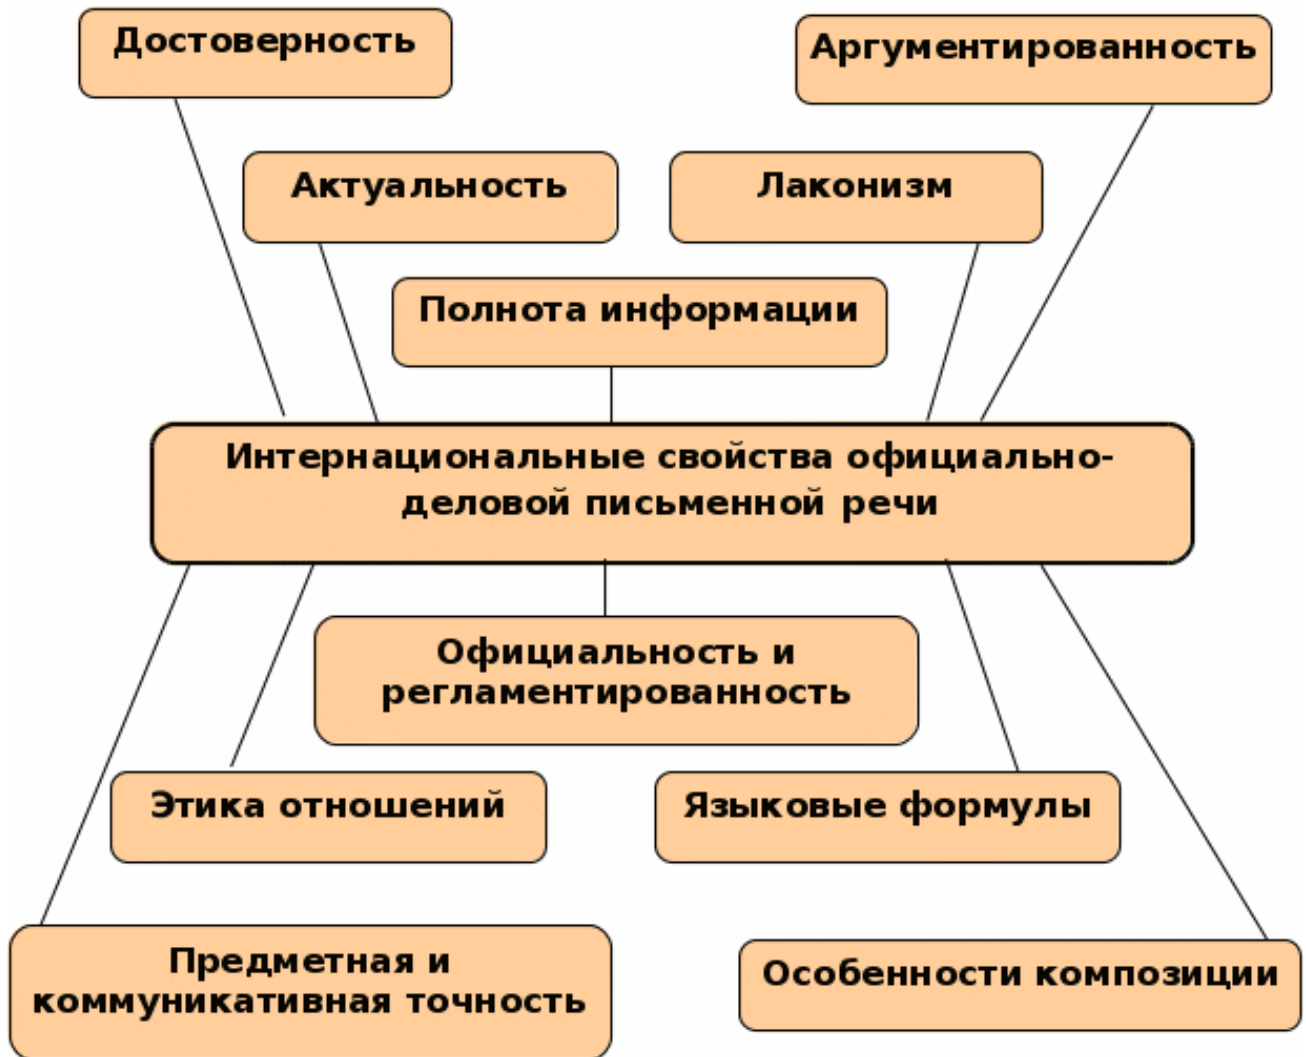 Достоверность
Аргументированность
Актуальность
Лаконизм
Полнота информации
Интернациональные свойства официально-
деловой письменной речи
Официальность и
регламентированность
Этика отношений
Языковые формулы
Предметная и
коммуникативная точность
Особенности композиции